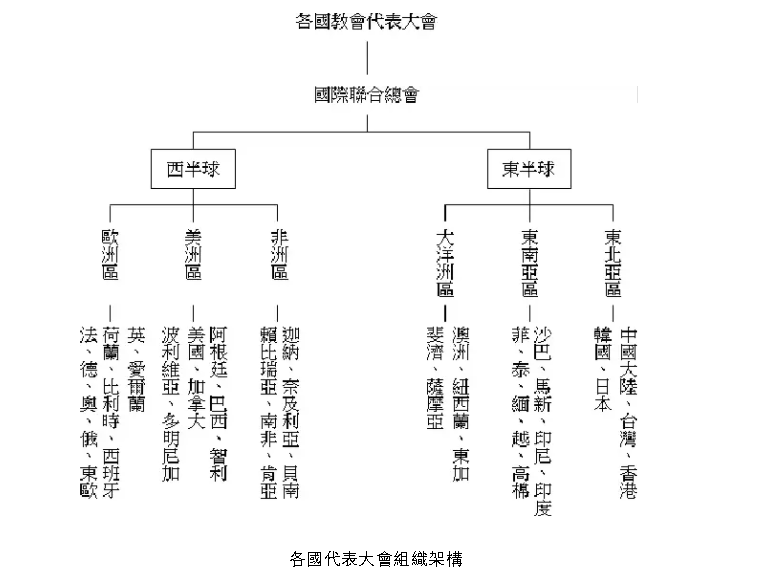 各國教會代表大會
國際聯合總會
西半球
東半球
歐洲區
美洲區
非洲區
大洋洲區
東南亞區
東北亞區
英、愛爾蘭
荷蘭、比利時、西班牙
法、德、奧、俄、東歐
阿根廷、巴西、智利
美國、加拿大
波利維亞、多明尼加
迦納、奈及利亞、貝南
賴比瑞亞、南非、肯亞
澳洲、紐西蘭、東加
斐濟、薩摩亞
沙巴、馬新、印尼、印度
菲、泰、緬、越、高棉
中國大陸、台灣、香港
韓國、日本
各國代表大會組織架構